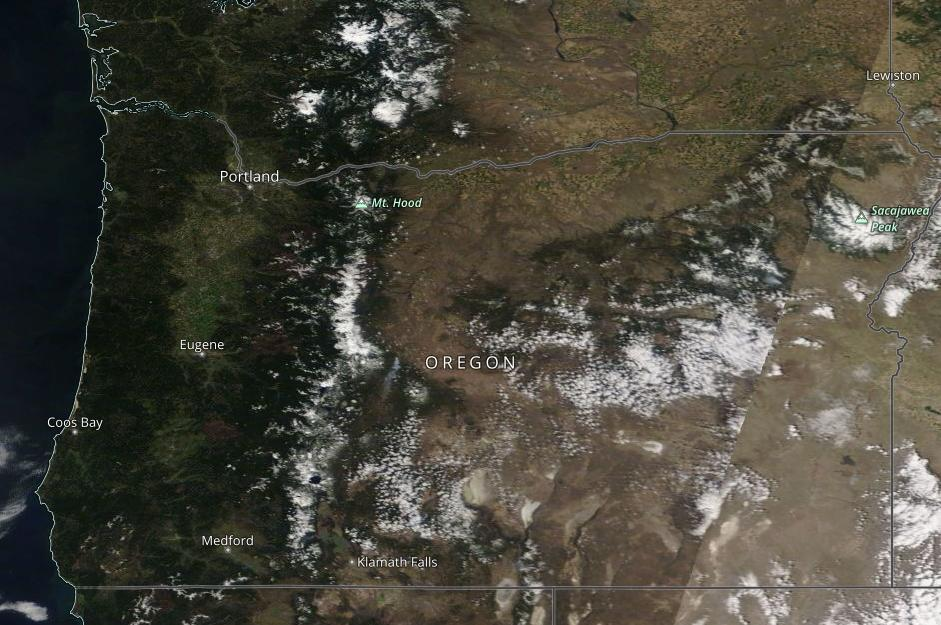 Lewiston
Portland
Mt. Hood
Sacajawea
Peak
Eugene
OREGON
Coos Bay
Medford
Klamath Falls